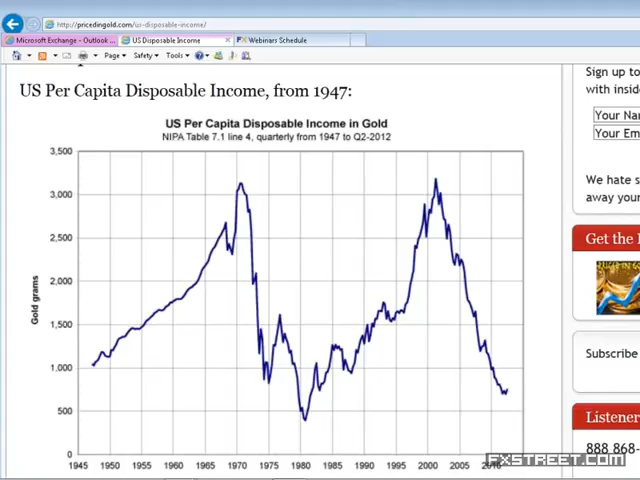 http://pricedingold.com/us-disposable-income/
Microsoft Exchange - Outlook ...
US Disposable Income
Webinars Schedule
Page
Safety
Tools
US Per Capita Disposable Income, from 1947:
US Per Capita Disposable Income in Gold
NIPA Table 7.1 line 4, quarterly from 1947 to Q2-2012
Gold grams
3,500
3,000
2,500
2,000
1,500
1,000
500
0
1945 1950 1955 1960 1965 1970 1975 1980 1985 1990 1995 2000 2005 2010
Sign up to
with insid
Your Na
Your Em
We hate s
away your
Get the
Subscribe
Listener
888 868-
FXSTREET.COM